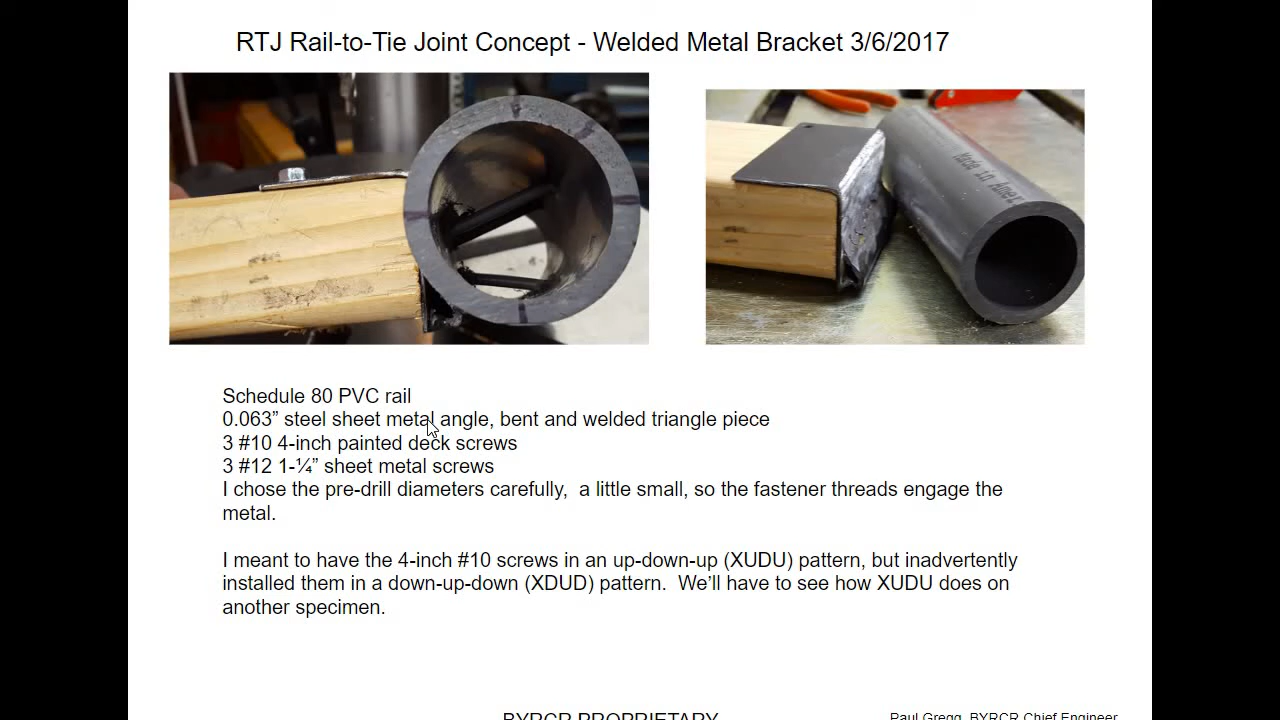 RTJ Rail-to-Tie Joint Concept - Welded Metal Bracket 3/6/2017
Made in Amer
Schedule 80 PVC rail
0.063” steel sheet metal angle, bent and welded triangle piece
3 #10 4-inch painted deck screws
3 #12 1-¼” sheet metal screws
I chose the pre-drill diameters carefully,  a little small, so the fastener threads engage the
metal.
I meant to have the 4-inch #10 screws in an up-down-up (XUDU) pattern, but inadvertently
installed them in a down-up-down (XDUD) pattern.  We’ll have to see how XUDU does on
another specimen.
BYRCR PROPRIETARY
Paul Gregg, BYRCR Chief Engineer